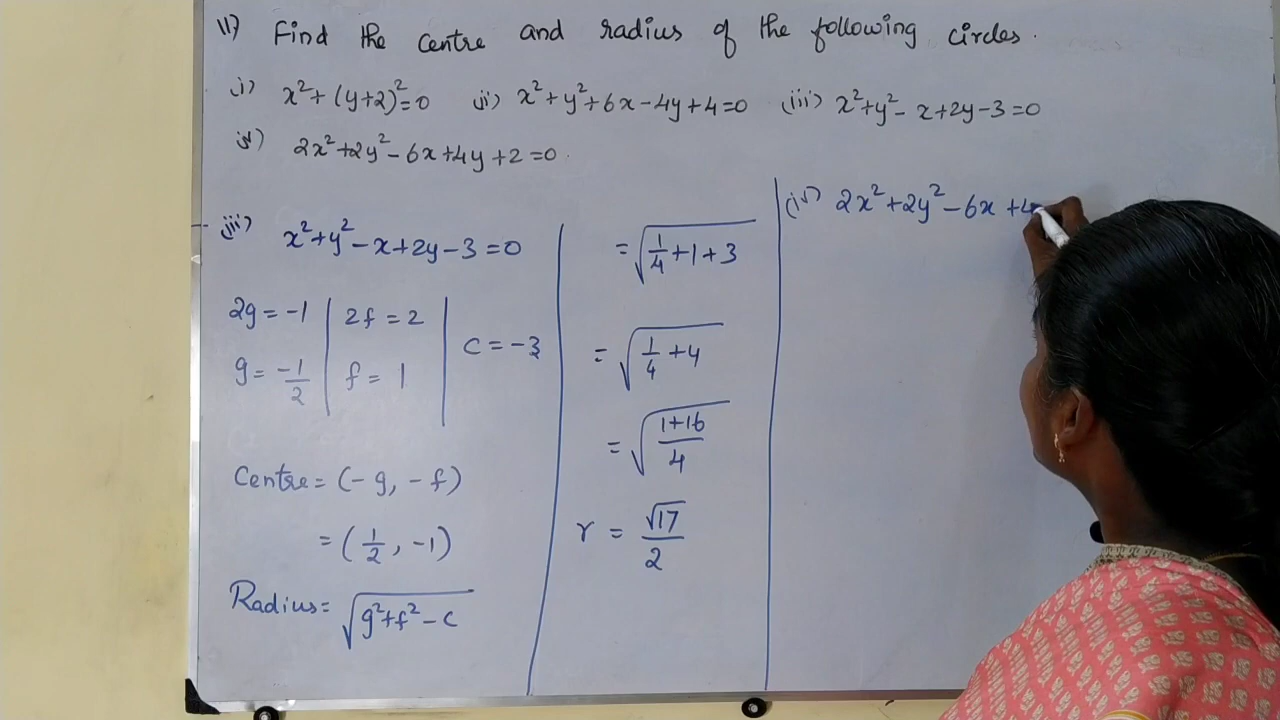 11) Find the centre and radius of the following circles.
i) x²+(y+2)²=0 ii) x²+y²+6x-4y+4=0 (iii) x²+y²-x+2y-3=0
iv) 2x²+2y²-6x+4y+2=0.
iii) x²+y²-x+2y-3=0
2g=-1 | 2f=2 | c=-3
g=-1/2 | f=1
Centre=(-g, -f)
=(1/2, -1)
Radius=√(g²+f²-c)
=√(1/4+1+3)
=√(1/4+4)
=√((1+16)/4)
r=√17/2
(iv) 2x²+2y²-6x+4